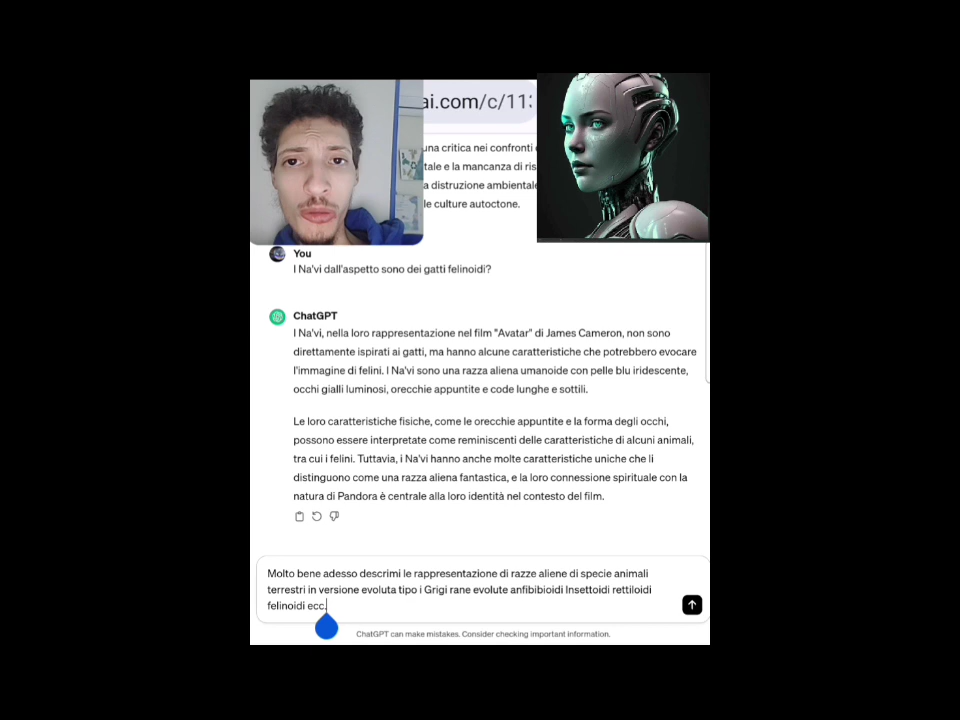 ai.com/c/113
una critica nei confronti
tale e la mancanza di ris
a distruzione ambientale
le culture autoctone.
You
I Na'vi dall'aspetto sono dei gatti felinoidi?
ChatGPT
I Na'vi, nella loro rappresentazione nel film "Avatar" di James Cameron, non sono
direttamente ispirati ai gatti, ma hanno alcune caratteristiche che potrebbero evocare
l'immagine di felini. I Na'vi sono una razza aliena umanoide con pelle blu iridescente,
occhi gialli luminosi, orecchie appuntite e code lunghe e sottili.
Le loro caratteristiche fisiche, come le orecchie appuntite e la forma degli occhi,
possono essere interpretate come reminiscenti delle caratteristiche di alcuni animali,
tra cui i felini. Tuttavia, i Na'vi hanno anche molte caratteristiche uniche che li
distinguono come una razza aliena fantastica, e la loro connessione spirituale con la
natura di Pandora è centrale alla loro identità nel contesto del film.
Molto bene adesso descrimi le rappresentazione di razze aliene di specie animali
terrestri in versione evoluta tipo i Grigi rane evolute anfibibioidi Insettoidi rettiloidi
felinoidi ecc.
ChatGPT can make mistakes. Consider checking important information.